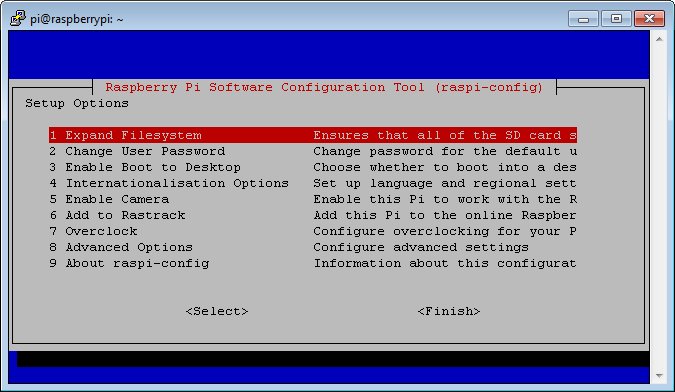 pi@raspberrypi: ~
Raspberry Pi Software Configuration Tool (raspi-config)
Setup Options
1 Expand Filesystem Ensures that all of the SD card s
2 Change User Password Change password for the default u
3 Enable Boot to Desktop Choose whether to boot into a des
4 Internationalisation Options Set up language and regional sett
5 Enable Camera Enable this Pi to work with the R
6 Add to Rastrack Add this Pi to the online Raspber
7 Overclock Configure overclocking for your P
8 Advanced Options Configure advanced settings
9 About raspi-config Information about this configurat
<Select> <Finish>